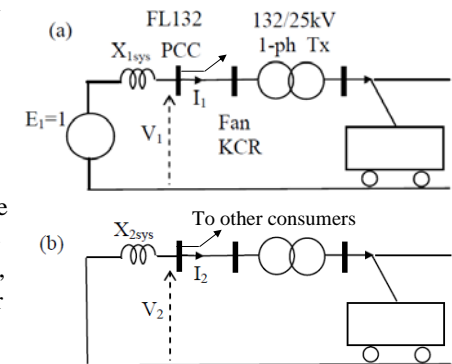 (a)
FL132 132/25kV
X1sys PCC 1-ph Tx
I1
E1=1
V1
Fan
KCR
e
,
r
(b)
X2sys
To other consumers
I2
V2